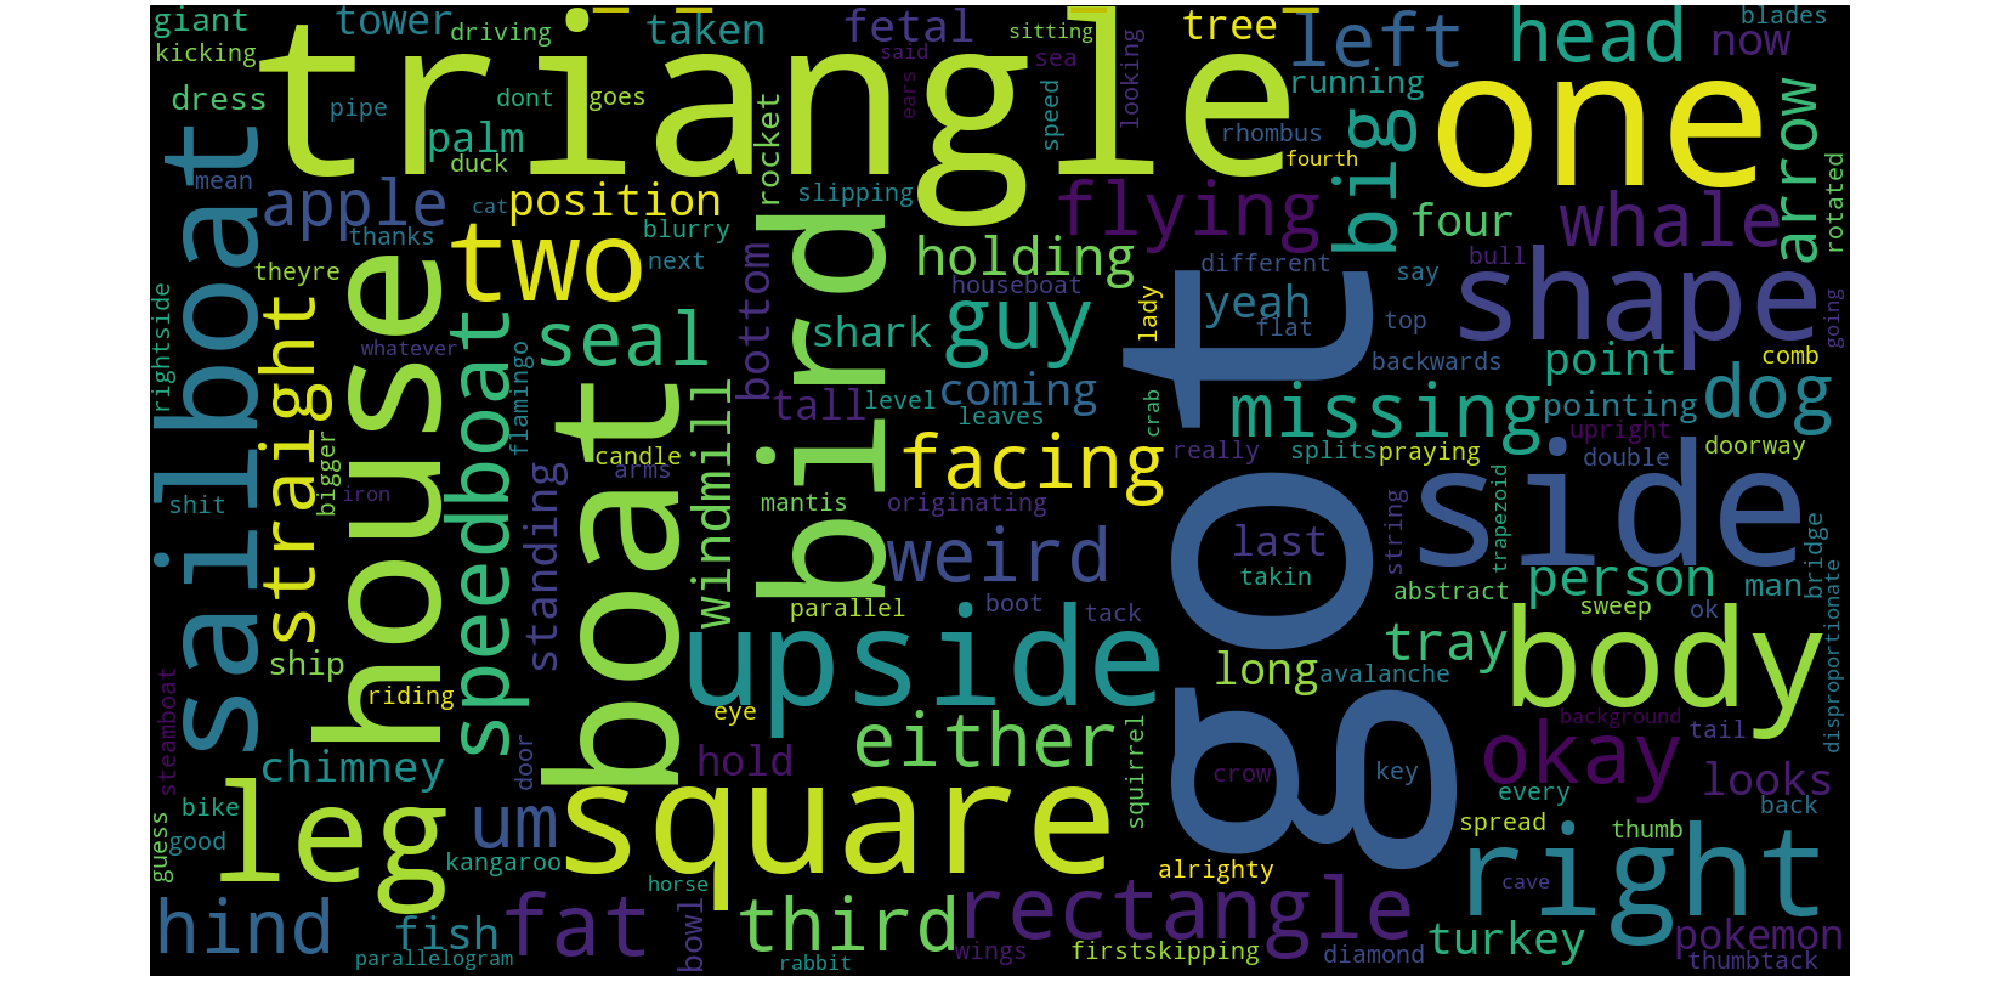 giant
tower
driving
taken
fetal
said
sitting
sea
looking
tree
left
head
now
blades
kicking
triangle
one
running
dress
pipe
dont
goes
ears
speed
rhombus
big
arrow
palm
duck
rocket
fourth
rotated
sailboat
mean
apple
cat
position
slipping
flying
four
whale
thanks
two
blurry
bird
holding
different
say
bull
shape
theyre
house
next
bottom
houseboat
yeah
got
going
rightside
straight
speedboat
seal
shark
guy
lady
flat
top
whatever
flamingo
boat
windmill
tall
level
coming
leaves
crab
backwards
point
comb
missing
pointing
dog
bigger
candle
arms
facing
really
splits
praying
upright
double
doorway
shit
iron
standing
mantis
originating
side
string
trapezoid
weird
last
takin
abstract
person
man
bridge
disproportionate
parallel
boot
tack
sweep
ok
upside
tray
body
ship
long
avalanche
steamboat
riding
eye
either
squirrel
background
tail
chimney
door
hold
crow
key
okay
looks
bike
leg
um
square
every
back
guess
good
kangaroo
alrighty
spread
thumb
right
horse
cave
hind
fish
fat
bowl
third
rectangle
turkey
pokemon
parallelogram
rabbit
wings
firstskipping
diamond
thumbtack